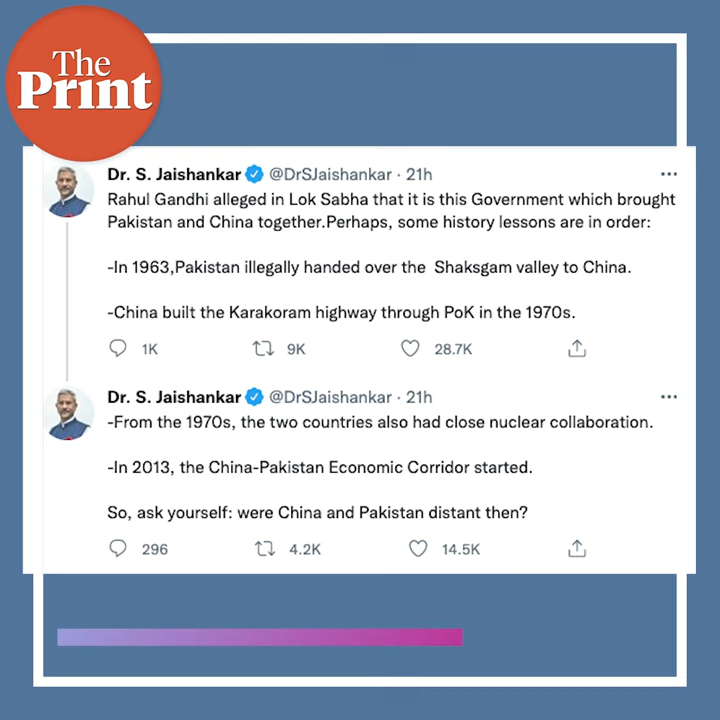 The
Print
Dr. S. Jaishankar @DrSJaishankar · 21h
Rahul Gandhi alleged in Lok Sabha that it is this Government which brought
Pakistan and China together.Perhaps, some history lessons are in order:
-In 1963,Pakistan illegally handed over the Shaksgam valley to China.
-China built the Karakoram highway through PoK in the 1970s.
1K 9K 28.7K
Dr. S. Jaishankar @DrSJaishankar · 21h
-From the 1970s, the two countries also had close nuclear collaboration.
-In 2013, the China-Pakistan Economic Corridor started.
So, ask yourself: were China and Pakistan distant then?
296 4.2K 14.5K